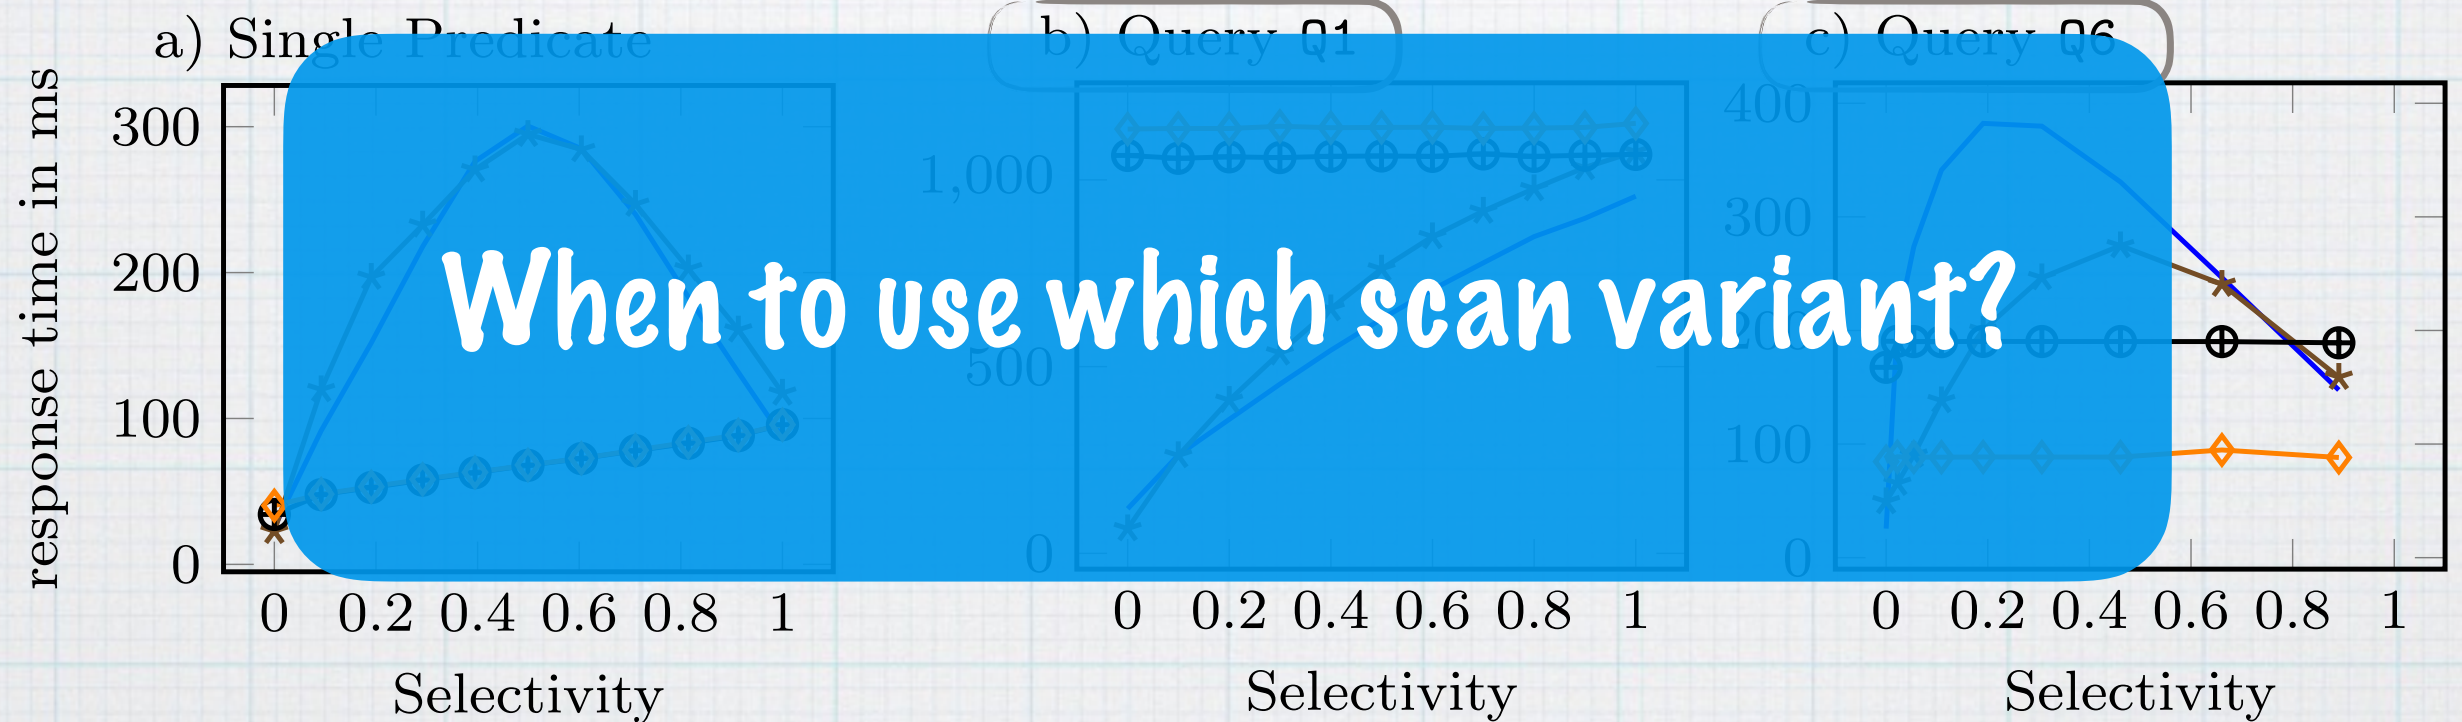 a) Single Predicate
b) Query Q1
c) Query Q6
response time in ms
300
200
100
0
0 0.2 0.4 0.6 0.8 1
Selectivity
1,000
500
0
0 0.2 0.4 0.6 0.8 1
Selectivity
400
300
200
100
0
0 0.2 0.4 0.6 0.8 1
Selectivity
When to use which scan variant?